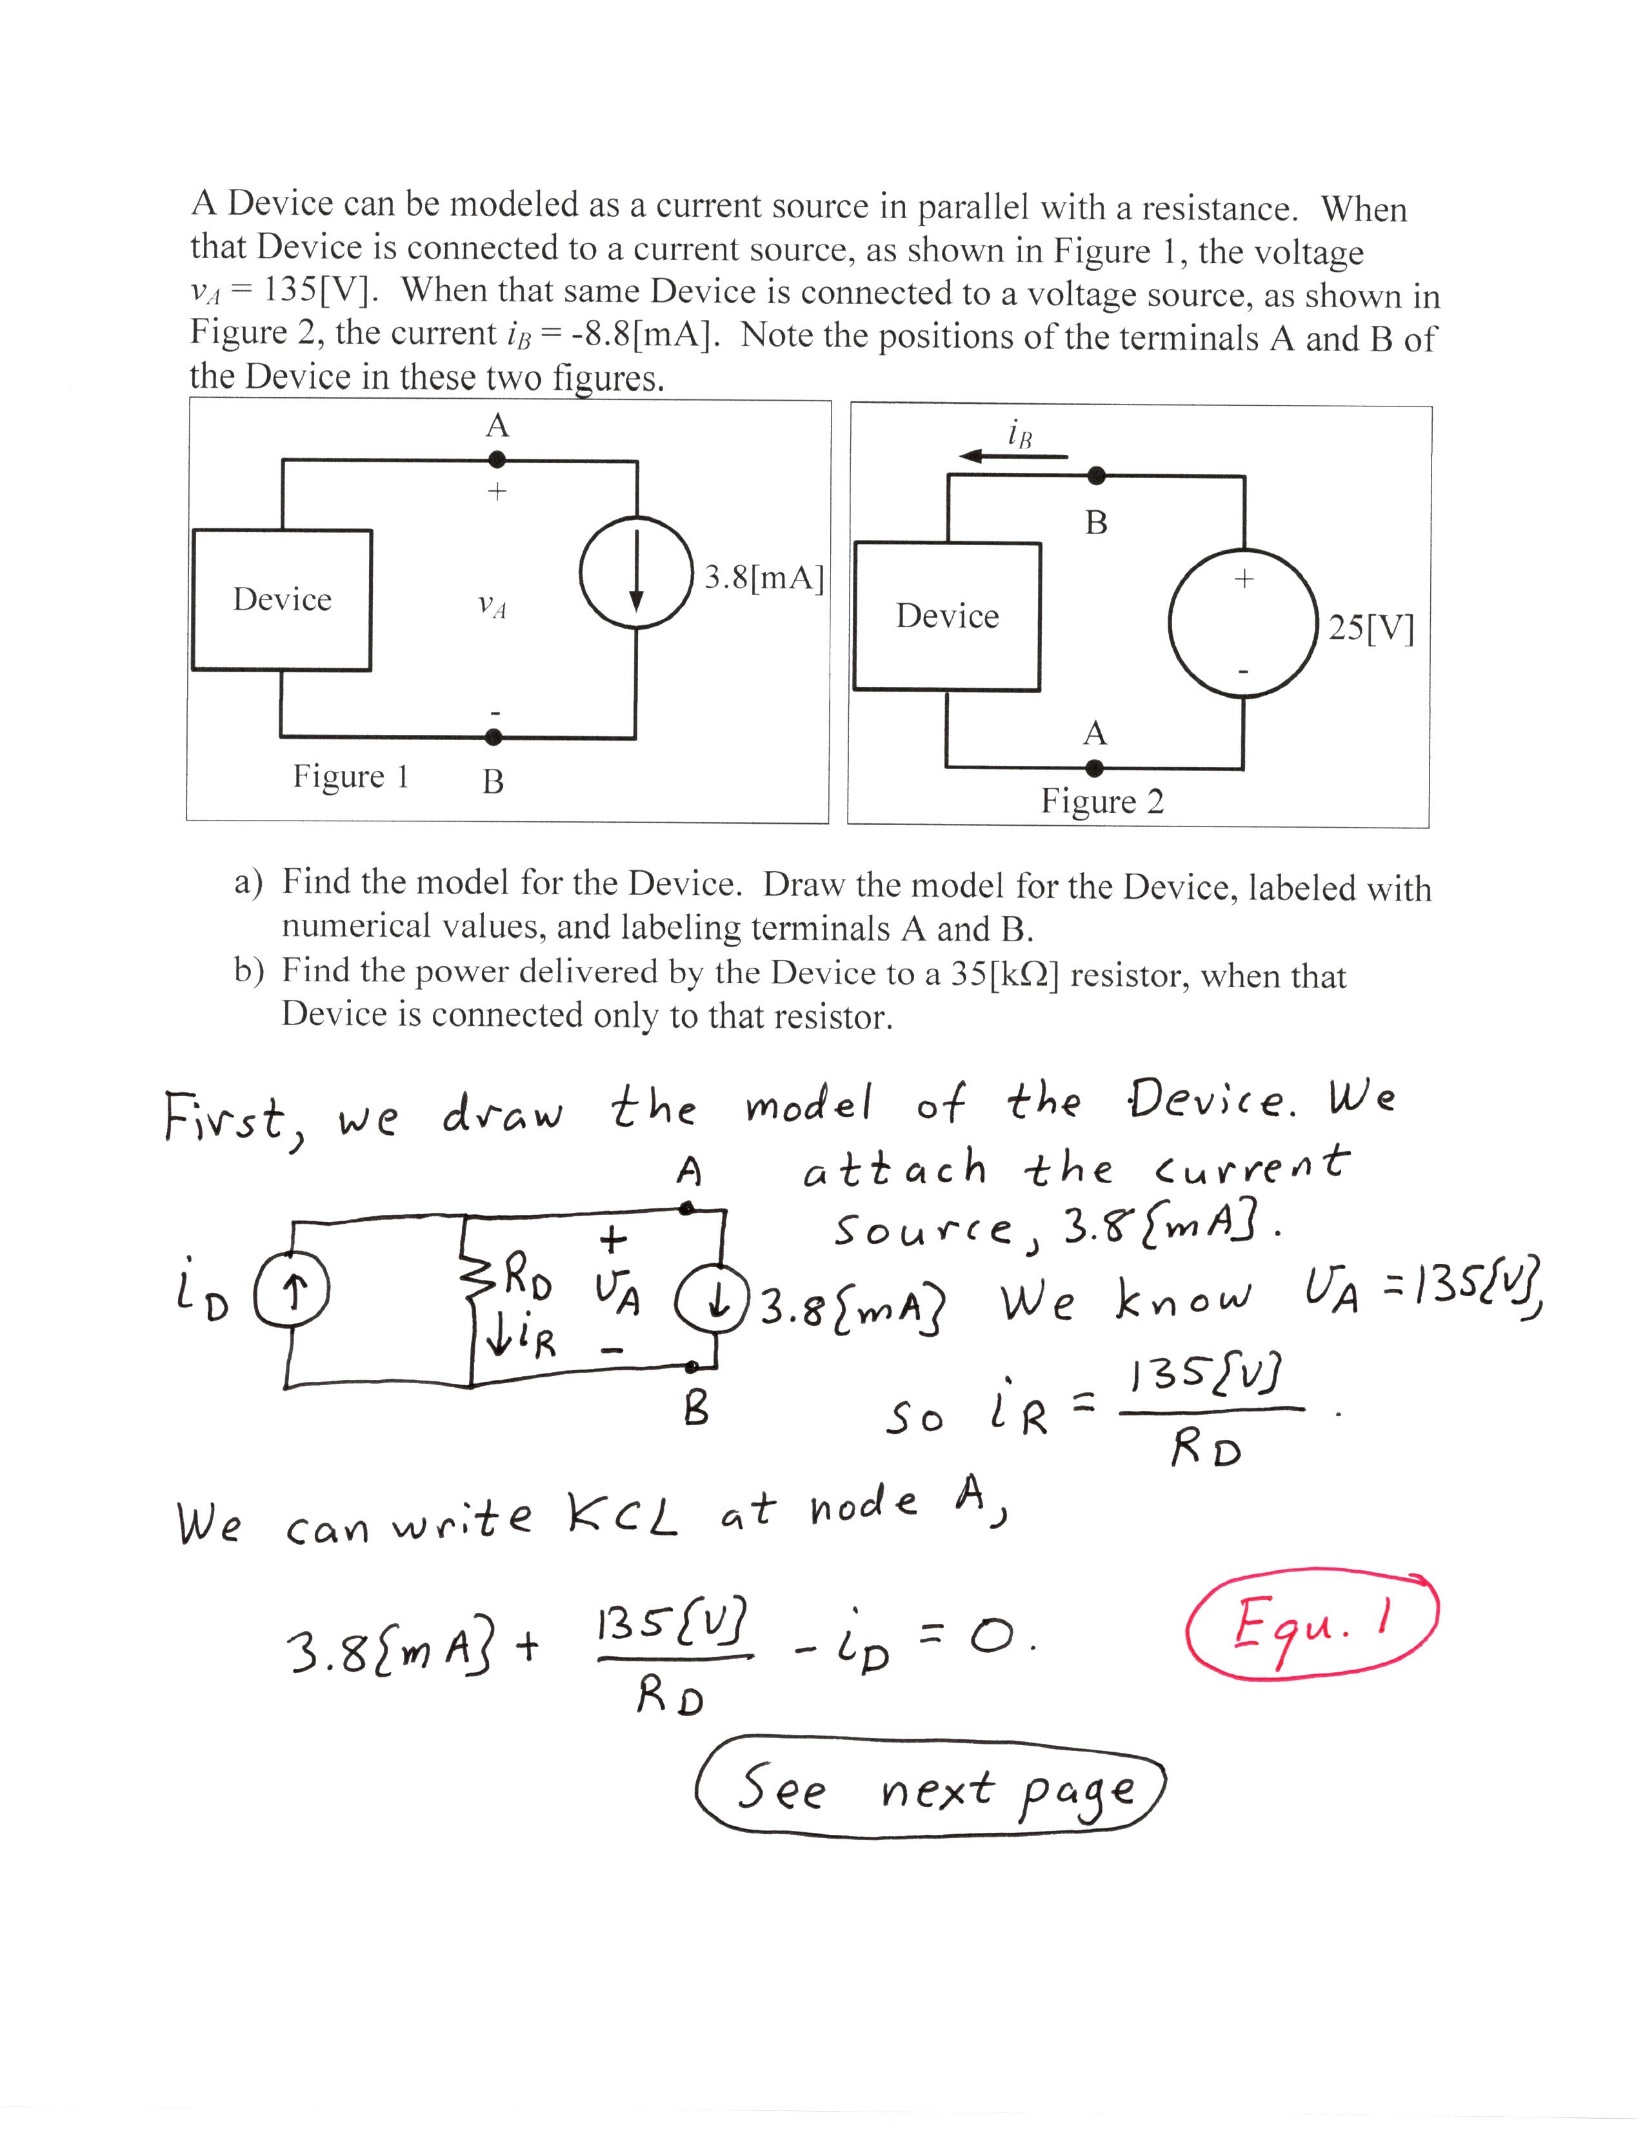 A Device can be modeled as a current source in parallel with a resistance. When
that Device is connected to a current source, as shown in Figure 1, the voltage
vA = 135[V]. When that same Device is connected to a voltage source, as shown in
Figure 2, the current iB = -8.8[mA]. Note the positions of the terminals A and B of
the Device in these two figures.
A
+
Device
vA
3.8[mA]
-
Figure 1
B
iB
B
+
Device
25[V]
-
A
Figure 2
a) Find the model for the Device. Draw the model for the Device, labeled with
numerical values, and labeling terminals A and B.
b) Find the power delivered by the Device to a 35[kΩ] resistor, when that
Device is connected only to that resistor.
First, we draw the model of the Device. We
attach the current
source, 3.8[mA].
A
+
iD
RD
vA
3.8[mA]
iR
-
B
We know vA = 135[V],
so iR = 135[V] / RD .
We can write KCL at node A,
3.8[mA] + 135[V] / RD - iD = 0.
Equ. 1
See next page